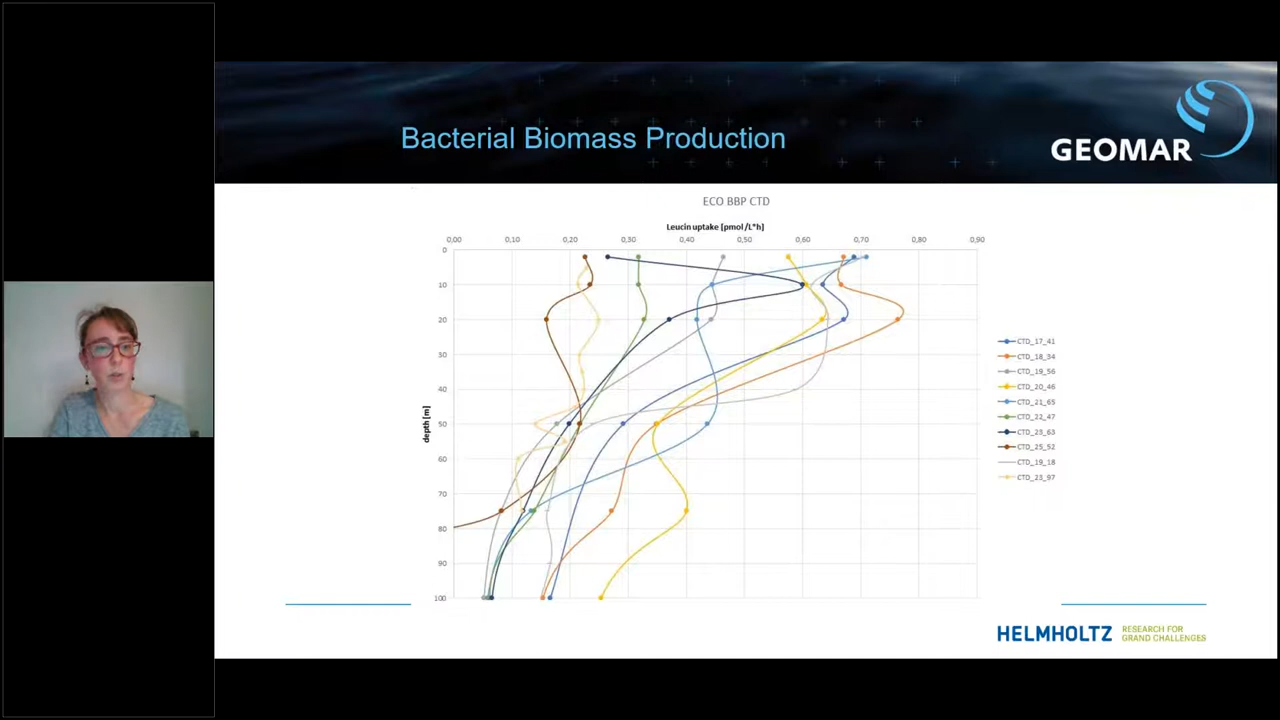 Bacterial Biomass Production
GEOMAR
ECO BBP CTD
Leucin uptake [pmol /L*h]
0,00 0,10 0,20 0,30 0,40 0,50 0,60 0,70 0,80 0,90
0
10
20
30
40
50
60
70
80
90
100
depth [m]
CTD_17_41
CTD_18_34
CTD_19_56
CTD_20_46
CTD_21_65
CTD_22_47
CTD_23_63
CTD_25_52
CTD_19_18
CTD_23_97
HELMHOLTZ
RESEARCH FOR
GRAND CHALLENGES